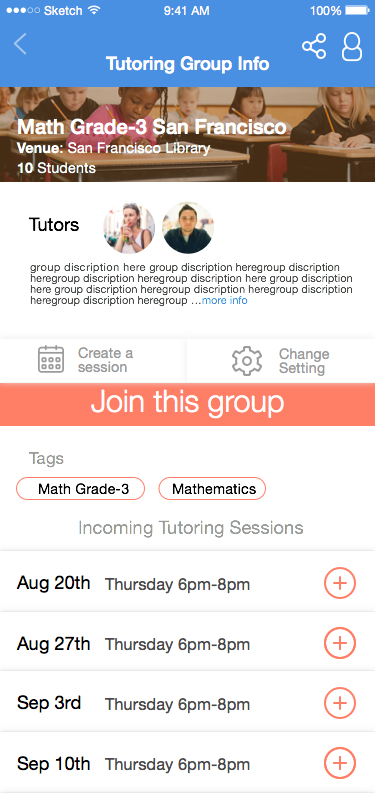 Sketch 9:41 AM 100%
Tutoring Group Info
Math Grade-3 San Francisco
Venue: San Francisco Library
10 Students
Tutors
group discription here group discription heregroup discription
heregroup discription heregroup discription here group discription
here group discription heregroup discription heregroup discription
heregroup discription heregroup ...more info
Create a
session
Change
Setting
Join this group
Tags
Math Grade-3 Mathematics
Incoming Tutoring Sessions
Aug 20th Thursday 6pm-8pm
Aug 27th Thursday 6pm-8pm
Sep 3rd Thursday 6pm-8pm
Sep 10th Thursday 6pm-8pm